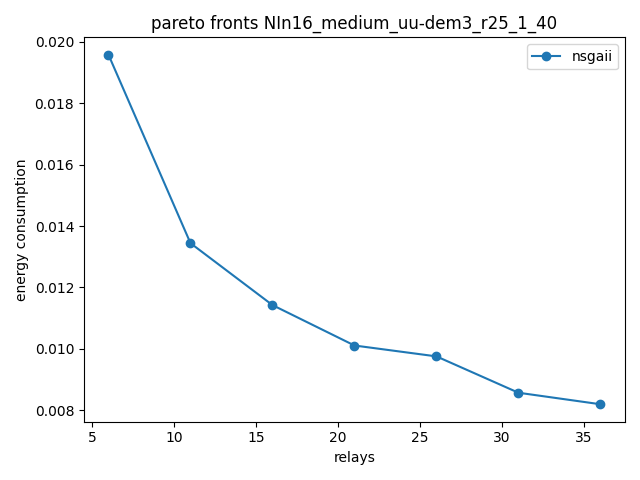 pareto fronts NIn16_medium_uu-dem3_r25_1_40
nsgaii
energy consumption
0.020
0.018
0.016
0.014
0.012
0.010
0.008
5 10 15 20 25 30 35
relays